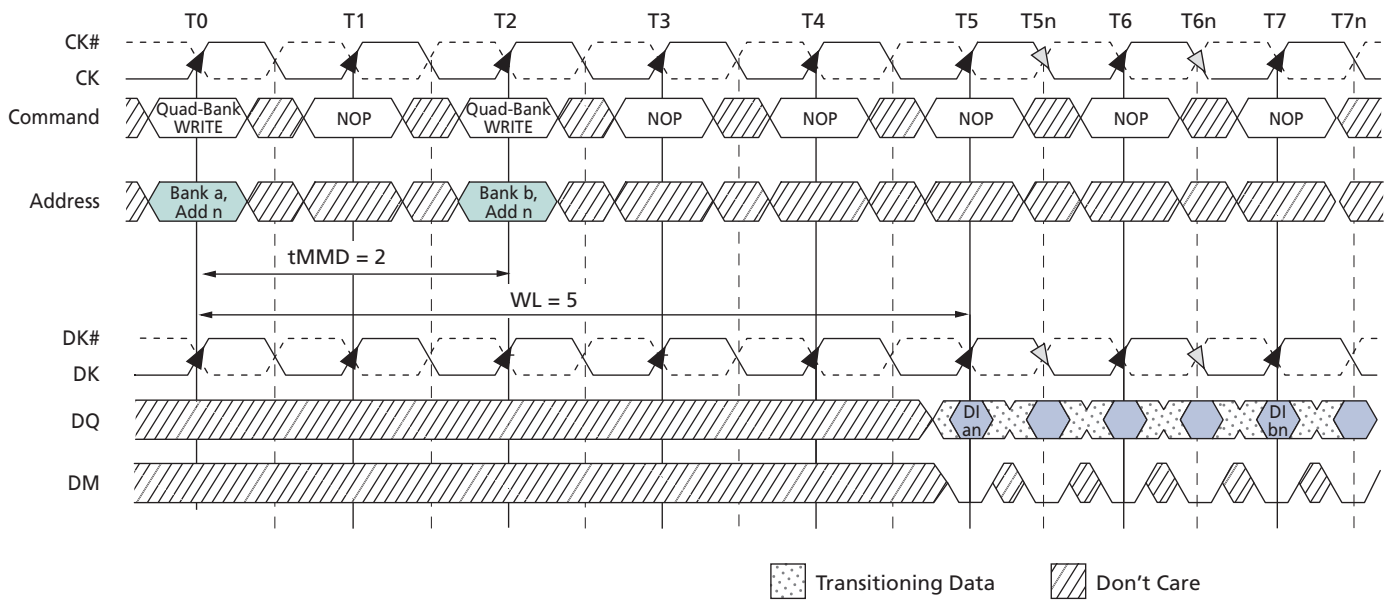 T0 T1 T2 T3 T4 T5 T5n T6 T6n T7 T7n
CK#
CK
Command
Quad-Bank
WRITE
NOP
Quad-Bank
WRITE
NOP
NOP
NOP
NOP
NOP
Address
Bank a,
Add n
Bank b,
Add n
tMMD = 2
WL = 5
DK#
DK
DQ
DI
an
DI
bn
DM
Transitioning Data
Don't Care